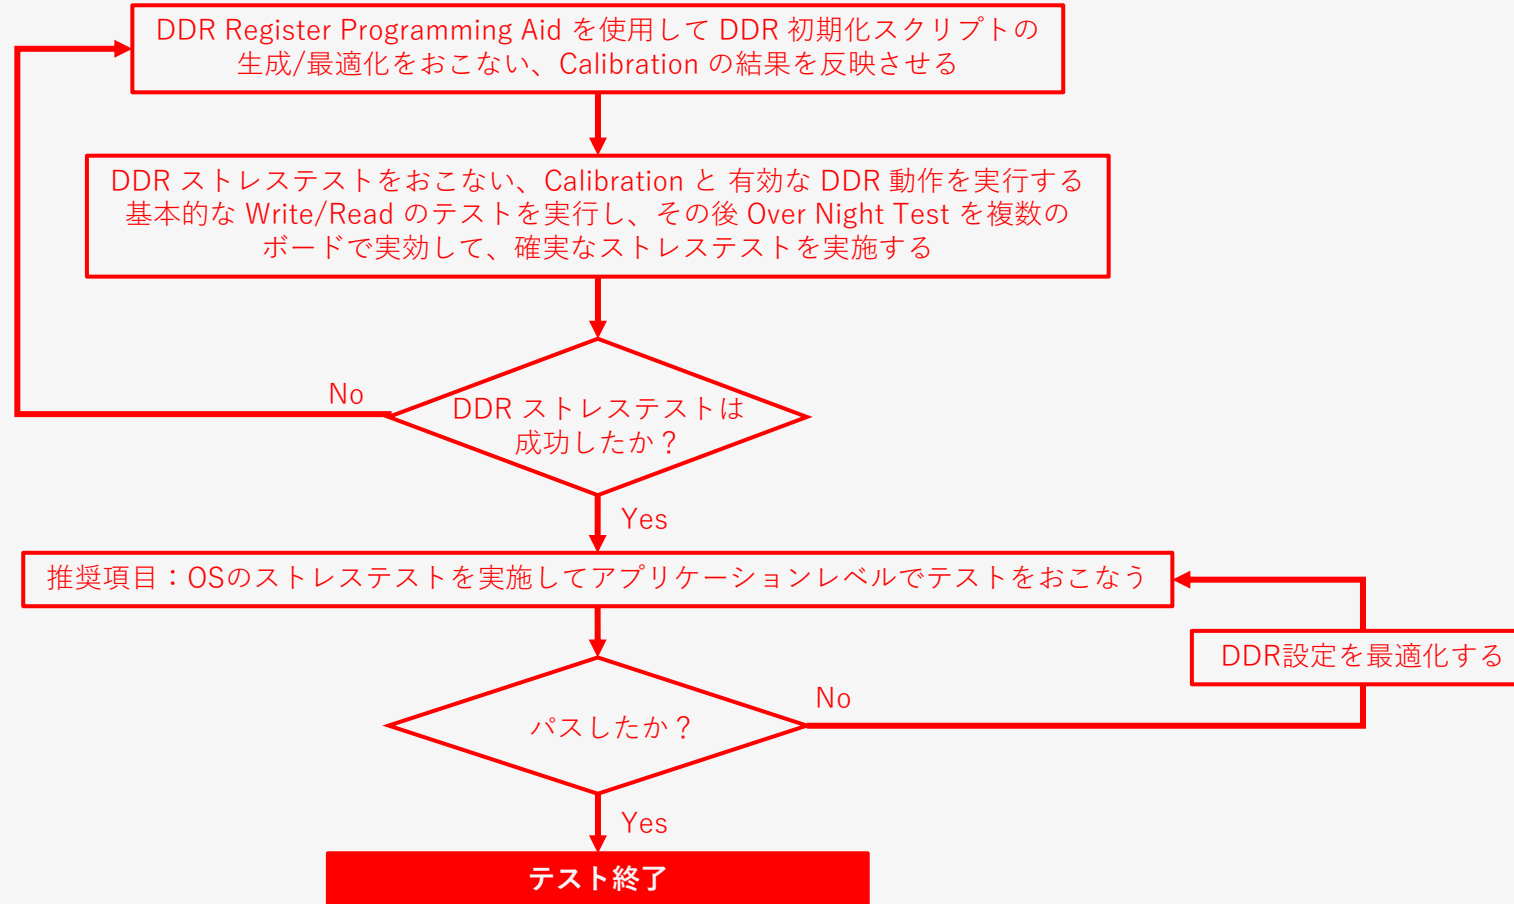 DDR Register Programming Aid を使用して DDR 初期化スクリプトの
生成/最適化をおこない、Calibration の結果を反映させる
DDR ストレステストをおこない、Calibration と 有効な DDR 動作を実行する
基本的な Write/Read のテストを実行し、その後 Over Night Test を複数の
ボードで実効して、確実なストレステストを実施する
No
DDR ストレステストは
成功したか？
Yes
推奨項目：OSのストレステストを実施してアプリケーションレベルでテストをおこなう
DDR設定を最適化する
No
パスしたか？
Yes
テスト終了